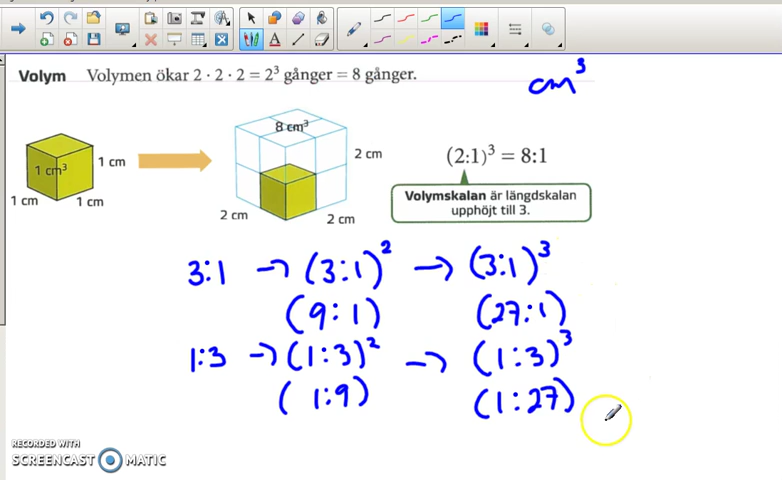 Volym Volymen ökar 2 · 2 · 2 = 2³ gånger = 8 gånger.
cm³
8 cm³
1 cm³
1 cm
2 cm
(2:1)³ = 8:1
1 cm 1 cm
2 cm
2 cm
Volymskalan är längdskalan
upphöjt till 3.
3:1 → (3:1)² → (3:1)³
(9:1) (27:1)
1:3 → (1:3)² → (1:3)³
(1:9) (1:27)
RECORDED WITH
SCREENCAST MATIC